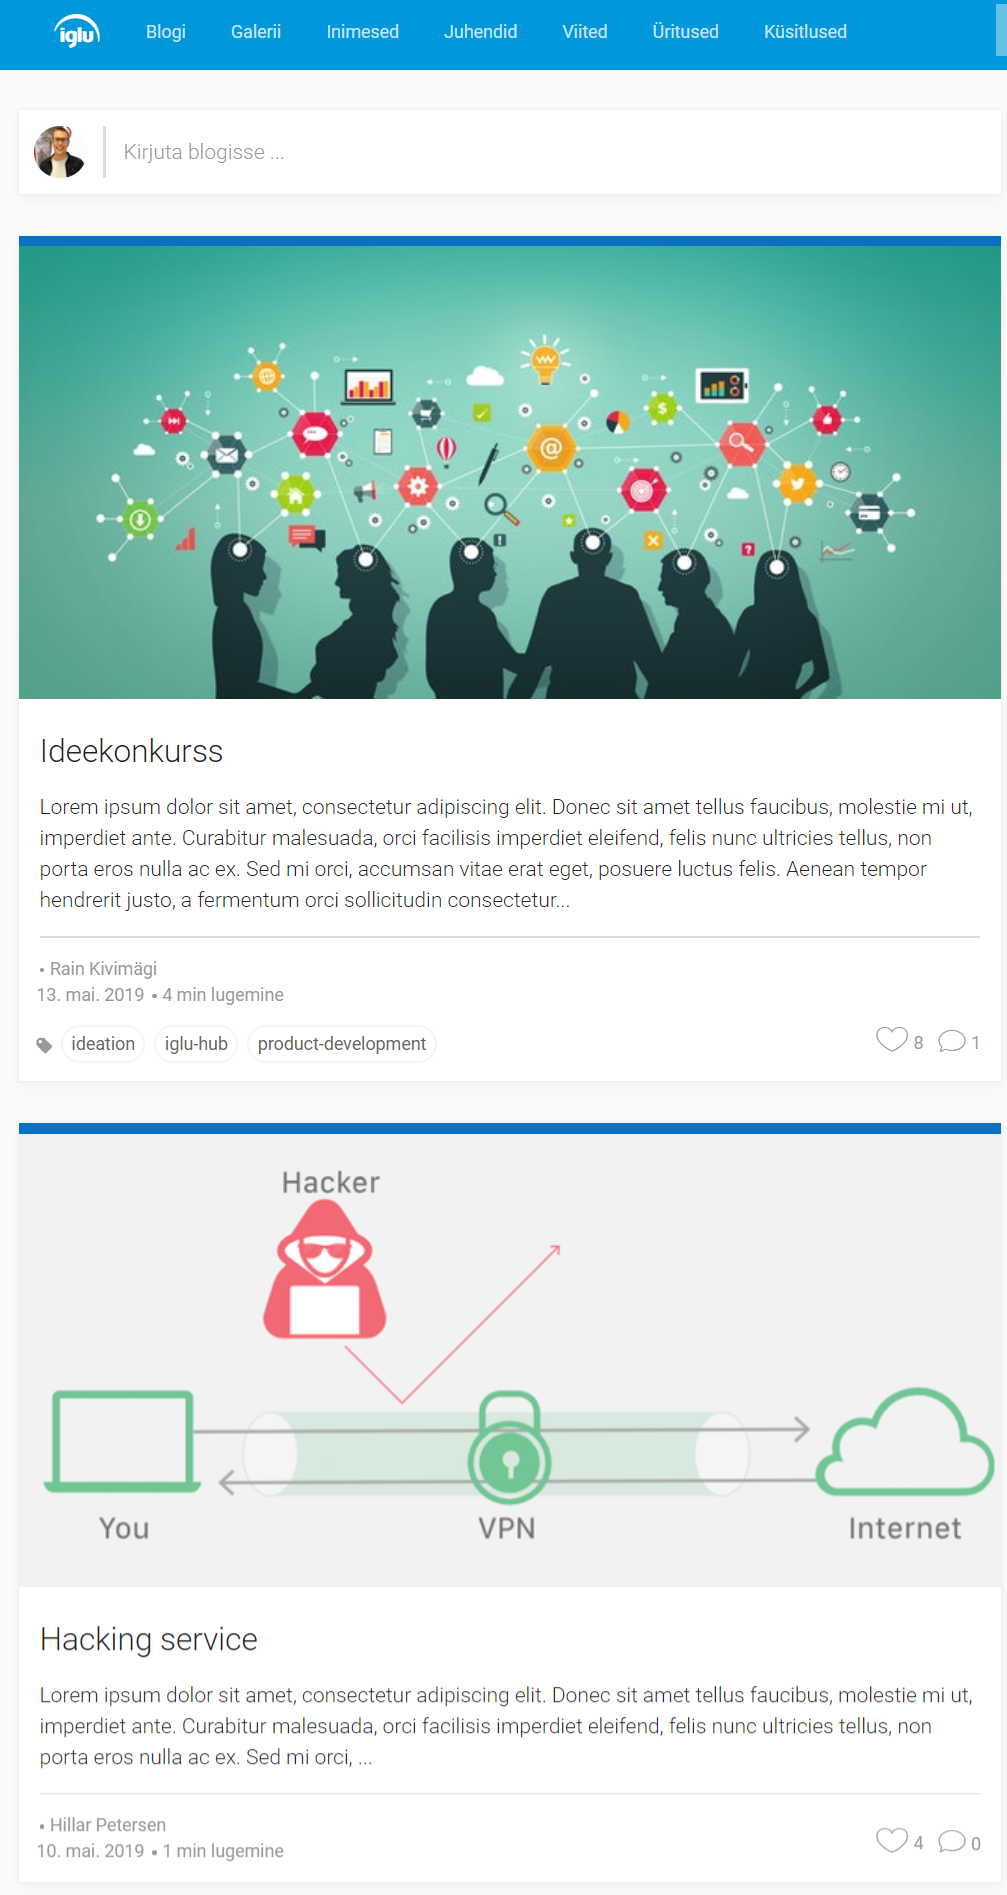 iglu Blogi Galerii Inimesed Juhendid Viited Üritused Küsitlused
Kirjuta blogisse ...
Ideekonkurss
Lorem ipsum dolor sit amet, consectetur adipiscing elit. Donec sit amet tellus faucibus, molestie mi ut,
imperdiet ante. Curabitur malesuada, orci facilisis imperdiet eleifend, felis nunc ultricies tellus, non
porta eros nulla ac ex. Sed mi orci, accumsan vitae erat eget, posuere luctus felis. Aenean tempor
hendrerit justo, a fermentum orci sollicitudin consectetur...
• Rain Kivimägi
13. mai. 2019 • 4 min lugemine
ideation iglu-hub product-development 8 1
Hacker
You VPN Internet
Hacking service
Lorem ipsum dolor sit amet, consectetur adipiscing elit. Donec sit amet tellus faucibus, molestie mi ut,
imperdiet ante. Curabitur malesuada, orci facilisis imperdiet eleifend, felis nunc ultricies tellus, non
porta eros nulla ac ex. Sed mi orci, ...
• Hillar Petersen
10. mai. 2019 • 1 min lugemine 4 0